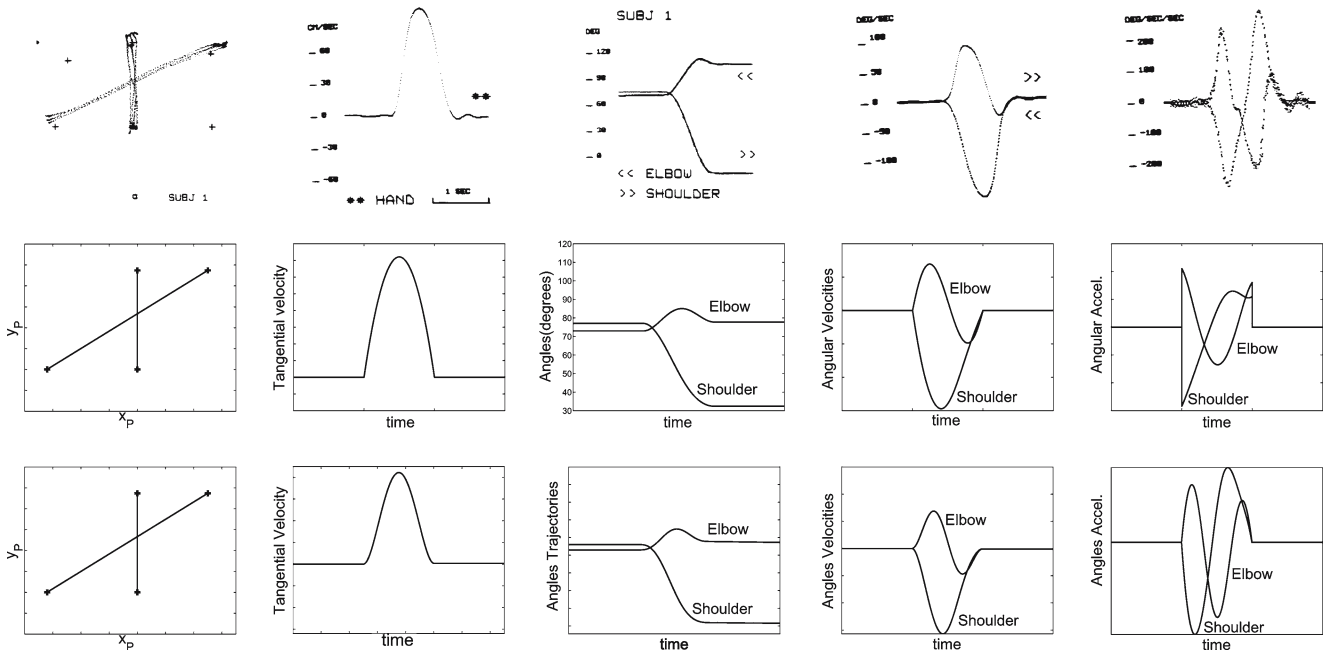 SUBJ 1
CM/SEC
60
30
0
-30
-60
** HAND
1 SEC
**
SUBJ 1
DEG
120
90
60
30
0
<<
>>
<< ELBOW
>> SHOULDER
DEG/SEC
100
50
0
-50
-100
>>
<<
DEG/SEC/SEC
200
100
0
-100
-200
y_P
x_P
Tangential velocity
time
Angles(degrees)
120
110
100
90
80
70
60
50
40
30
Elbow
Shoulder
time
Angular Velocities
Elbow
Shoulder
time
Angular Accel.
Elbow
Shoulder
time
y_P
x_P
Tangential Velocity
time
Angles Trajectories
Elbow
Shoulder
time
Angles Velocities
Elbow
Shoulder
time
Angles Accel.
Elbow
Shoulder
time